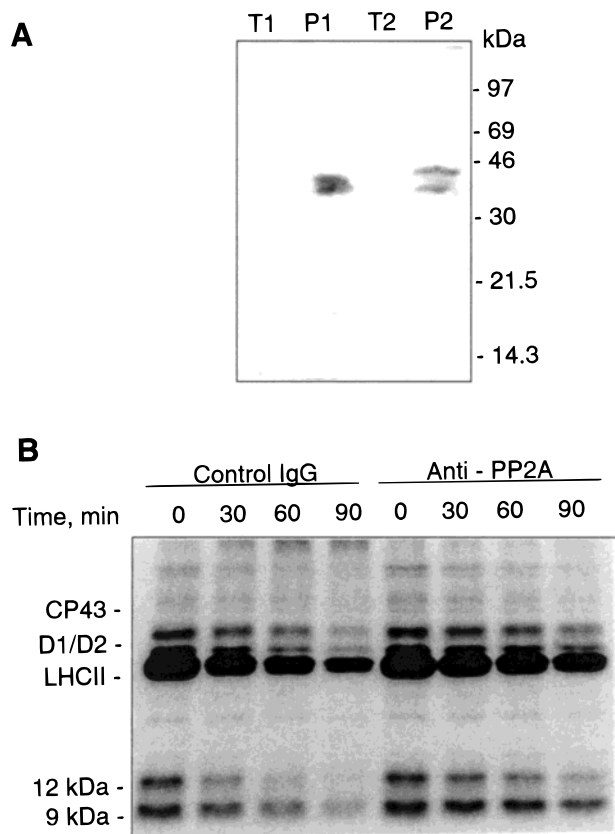 A
T1 P1 T2 P2
kDa
- 97
- 69
- 46
- 30
- 21.5
- 14.3
B
Control IgG Anti - PP2A
Time, min 0 30 60 90 0 30 60 90
CP43 -
D1/D2 -
LHCII -
12 kDa -
9 kDa -